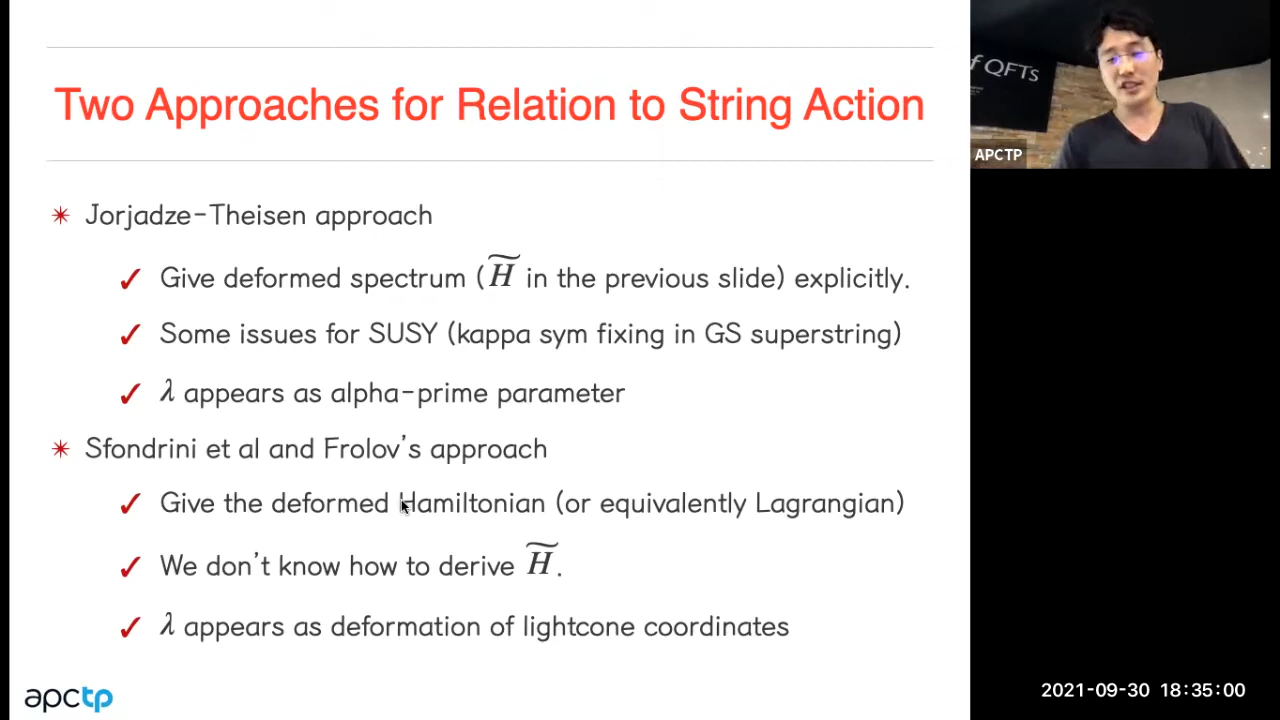 Two Approaches for Relation to String Action
Jorjadze-Theisen approach
✓ Give deformed spectrum (H̃ in the previous slide) explicitly.
✓ Some issues for SUSY (kappa sym fixing in GS superstring)
✓ λ appears as alpha-prime parameter
Sfondrini et al and Frolov's approach
✓ Give the deformed Hamiltonian (or equivalently Lagrangian)
✓ We don't know how to derive H̃.
✓ λ appears as deformation of lightcone coordinates
apctp
f QFTs
APCTP
2021-09-30 18:35:00